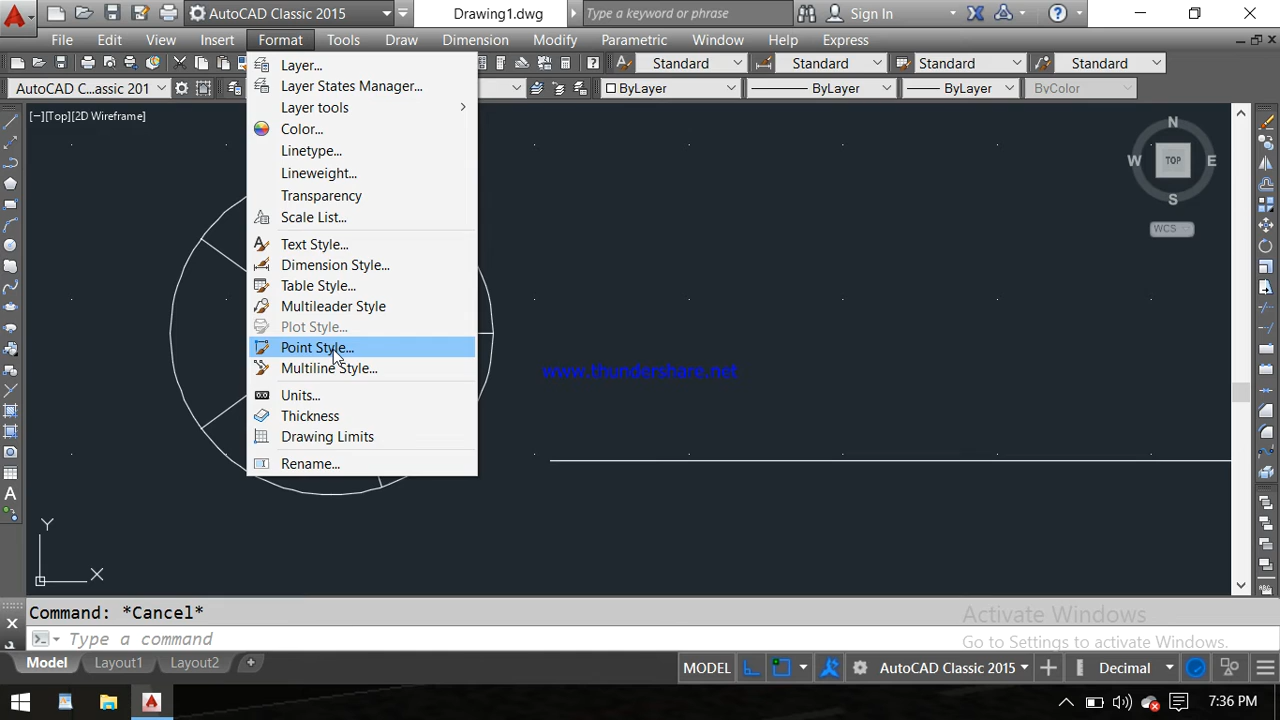 AutoCAD Classic 2015 Drawing1.dwg Type a keyword or phrase Sign In
File Edit View Insert Format Tools Draw Dimension Modify Parametric Window Help Express
Standard Standard Standard Standard
AutoCAD C...assic 201 ByLayer ByLayer ByLayer ByColor
[−][Top][2D Wireframe]
Layer...
Layer States Manager...
Layer tools
Color...
Linetype...
Lineweight...
Transparency
Scale List...
Text Style...
Dimension Style...
Table Style...
Multileader Style
Plot Style...
Point Style...
Multiline Style...
Units...
Thickness
Drawing Limits
Rename...
N
W TOP E
S
WCS
www.thundershare.net
Y
X
Command: *Cancel*
Type a command
Activate Windows
Go to Settings to activate Windows.
Model Layout1 Layout2
MODEL AutoCAD Classic 2015 Decimal
7:36 PM